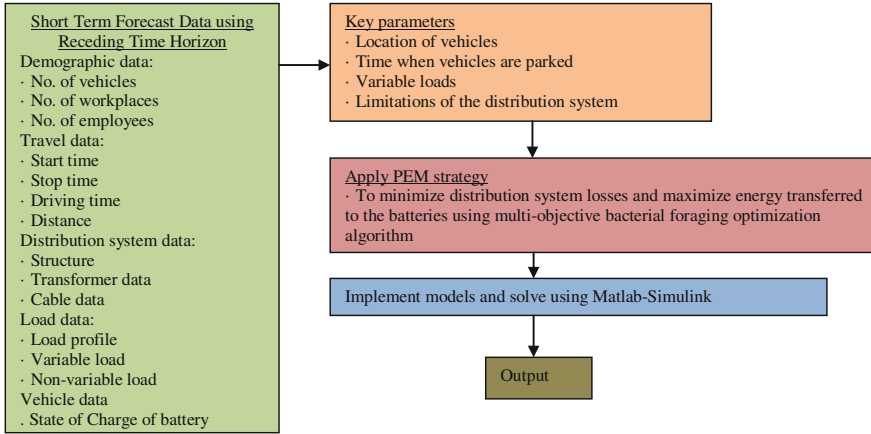 Short Term Forecast Data using
Receding Time Horizon
Demographic data:
· No. of vehicles
· No. of workplaces
· No. of employees
Travel data:
· Start time
· Stop time
· Driving time
· Distance
Distribution system data:
· Structure
· Transformer data
· Cable data
Load data:
· Load profile
· Variable load
· Non-variable load
Vehicle data
. State of Charge of battery
Key parameters
· Location of vehicles
· Time when vehicles are parked
· Variable loads
· Limitations of the distribution system
Apply PEM strategy
· To minimize distribution system losses and maximize energy transferred
to the batteries using multi-objective bacterial foraging optimization
algorithm
Implement models and solve using Matlab-Simulink
Output